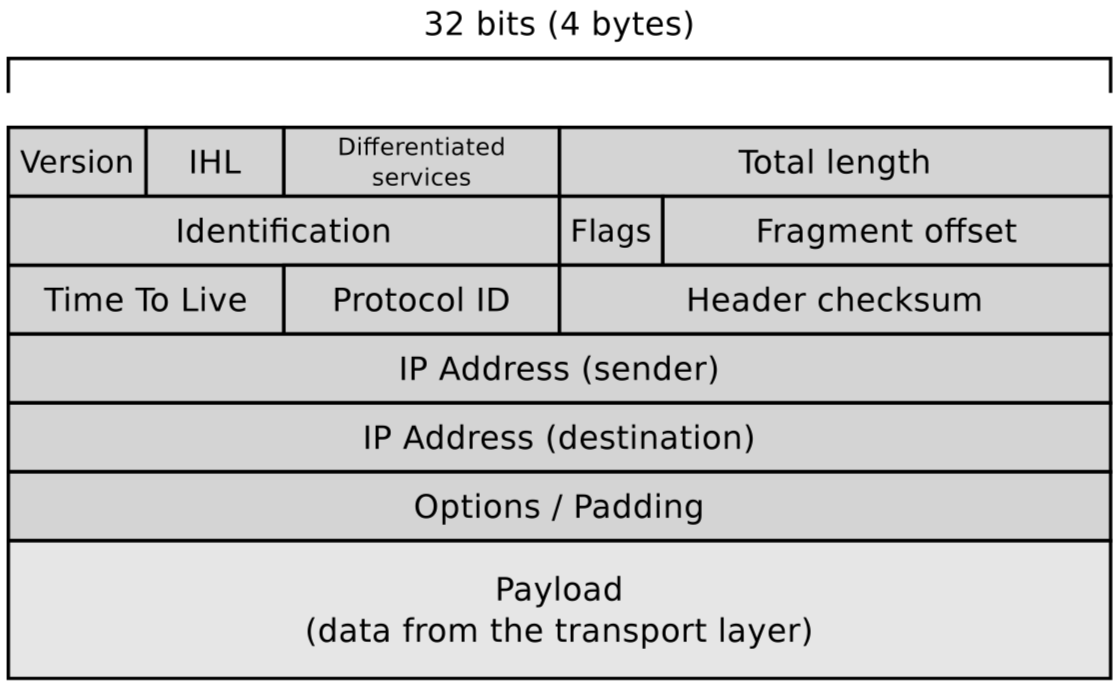 32 bits (4 bytes)
Version IHL Differentiated services Total length
Identification Flags Fragment offset
Time To Live Protocol ID Header checksum
IP Address (sender)
IP Address (destination)
Options / Padding
Payload
(data from the transport layer)